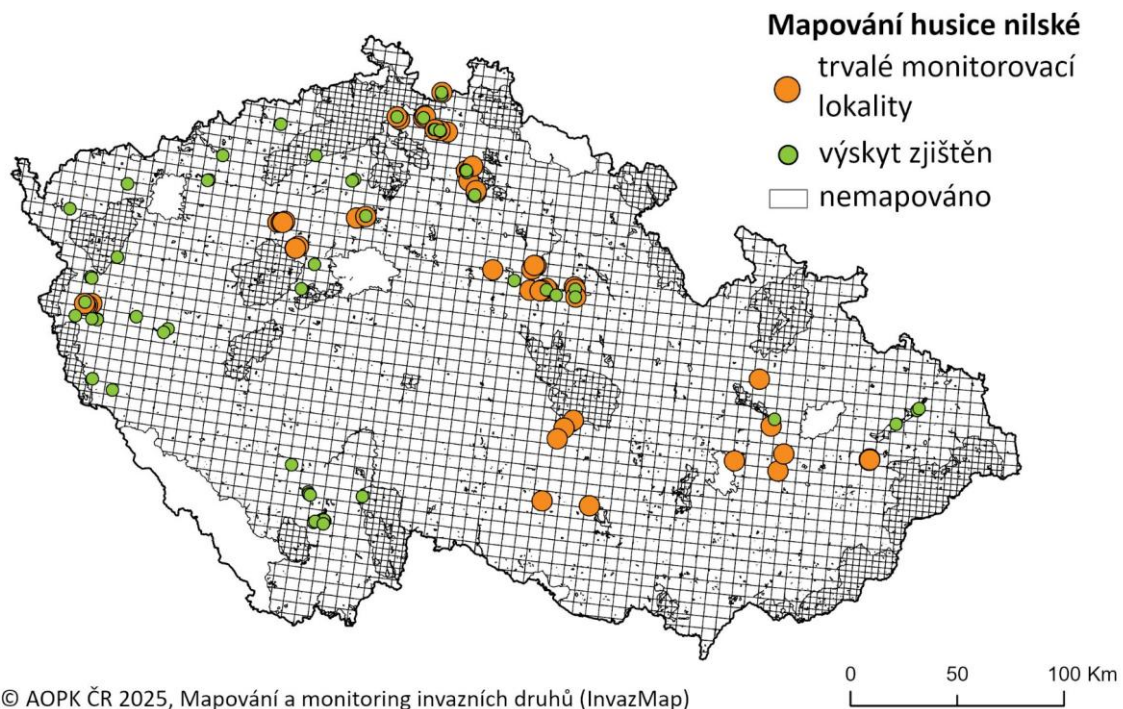 Mapování husice nilské
trvalé monitorovací
lokality
výskyt zjištěn
nemapováno
0 50 100 Km
© AOPK ČR 2025, Mapování a monitoring invazních druhů (InvazMap)